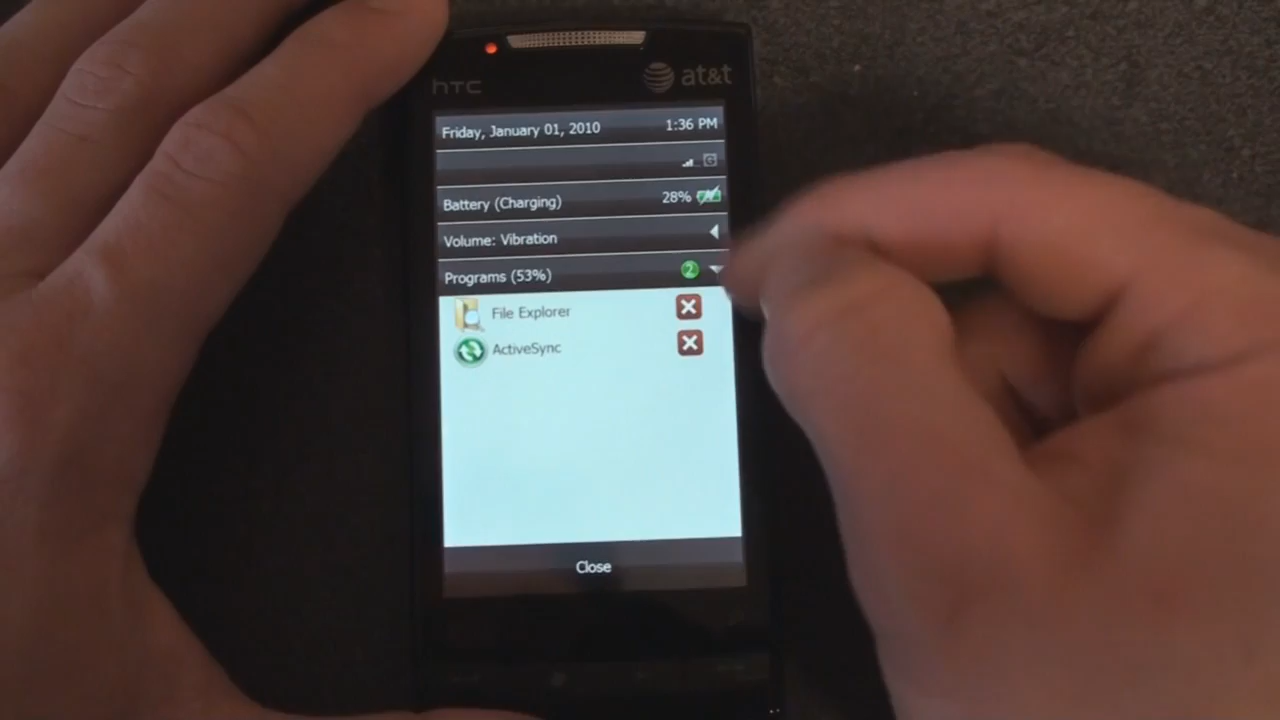 hTC
at&t
Friday, January 01, 2010 1:36 PM
G
Battery (Charging) 28%
Volume: Vibration
Programs (53%) 2
File Explorer
ActiveSync
Close